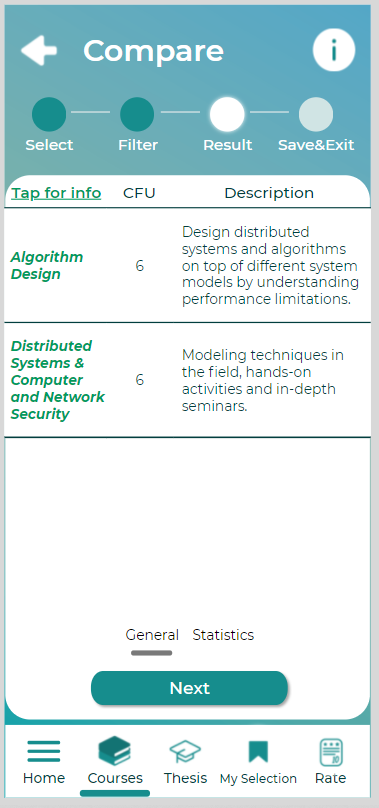 Compare
i
Select Filter Result Save&Exit
Tap for info CFU Description
Algorithm
Design
6
Design distributed
systems and algorithms
on top of different system
models by understanding
performance limitations.
Distributed
Systems &
Computer
and Network
Security
6
Modeling techniques in
the field, hands-on
activities and in-depth
seminars.
General Statistics
Next
Home Courses Thesis My Selection Rate